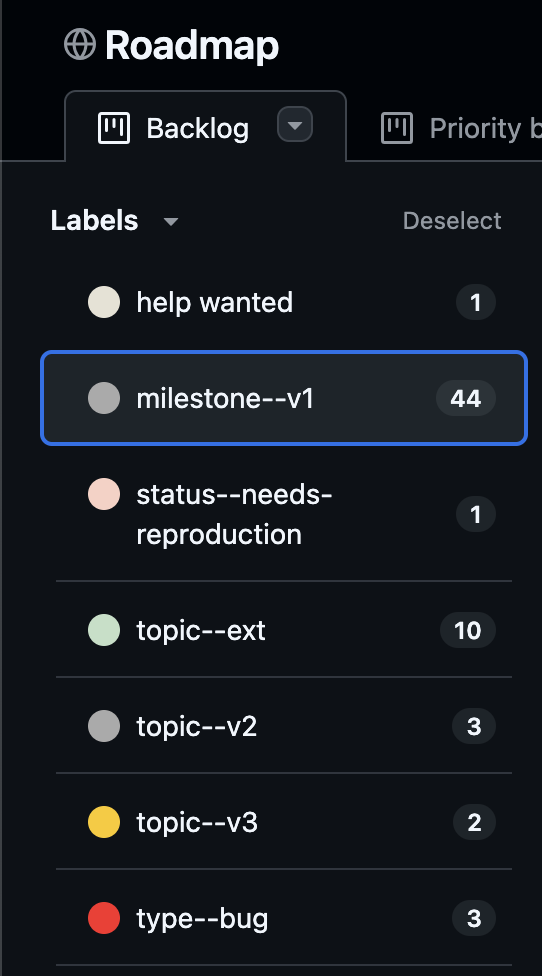 Roadmap
Backlog
Priority b
Labels
Deselect
help wanted
1
milestone--v1
44
status--needs-
reproduction
1
topic--ext
10
topic--v2
3
topic--v3
2
type--bug
3